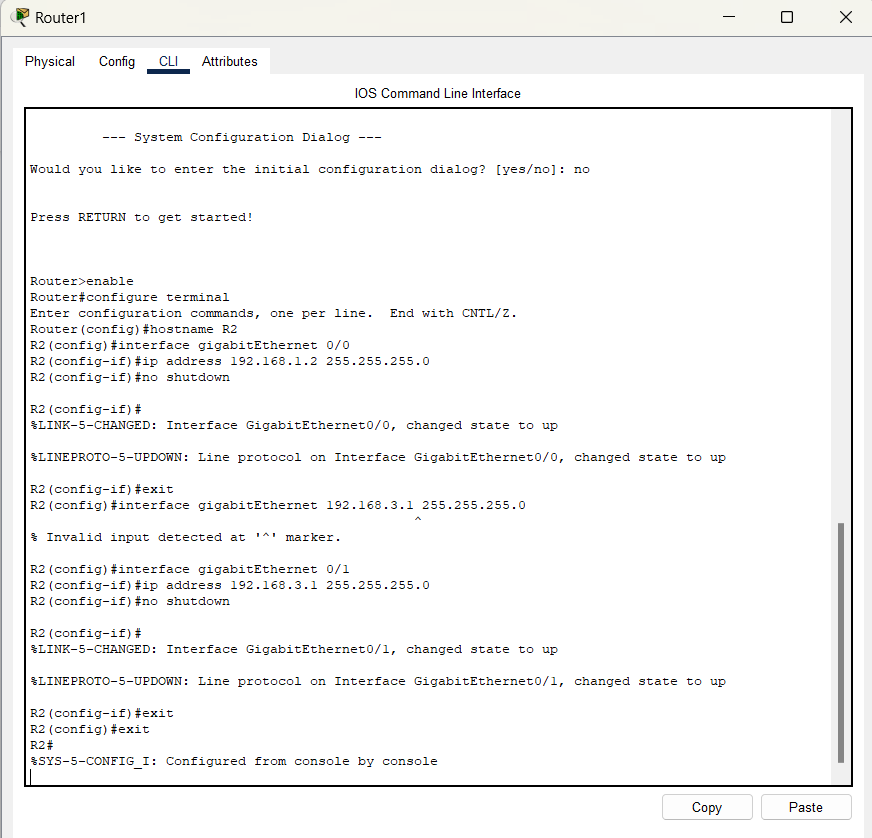 Router1
Physical Config CLI Attributes
IOS Command Line Interface
--- System Configuration Dialog ---
Would you like to enter the initial configuration dialog? [yes/no]: no
Press RETURN to get started!
Router>enable
Router#configure terminal
Enter configuration commands, one per line.  End with CNTL/Z.
Router(config)#hostname R2
R2(config)#interface gigabitEthernet 0/0
R2(config-if)#ip address 192.168.1.2 255.255.255.0
R2(config-if)#no shutdown
R2(config-if)#
%LINK-5-CHANGED: Interface GigabitEthernet0/0, changed state to up
%LINEPROTO-5-UPDOWN: Line protocol on Interface GigabitEthernet0/0, changed state to up
R2(config-if)#exit
R2(config)#interface gigabitEthernet 192.168.3.1 255.255.255.0
^
% Invalid input detected at '^' marker.
R2(config)#interface gigabitEthernet 0/1
R2(config-if)#ip address 192.168.3.1 255.255.255.0
R2(config-if)#no shutdown
R2(config-if)#
%LINK-5-CHANGED: Interface GigabitEthernet0/1, changed state to up
%LINEPROTO-5-UPDOWN: Line protocol on Interface GigabitEthernet0/1, changed state to up
R2(config-if)#exit
R2(config)#exit
R2#
%SYS-5-CONFIG_I: Configured from console by console
Copy Paste